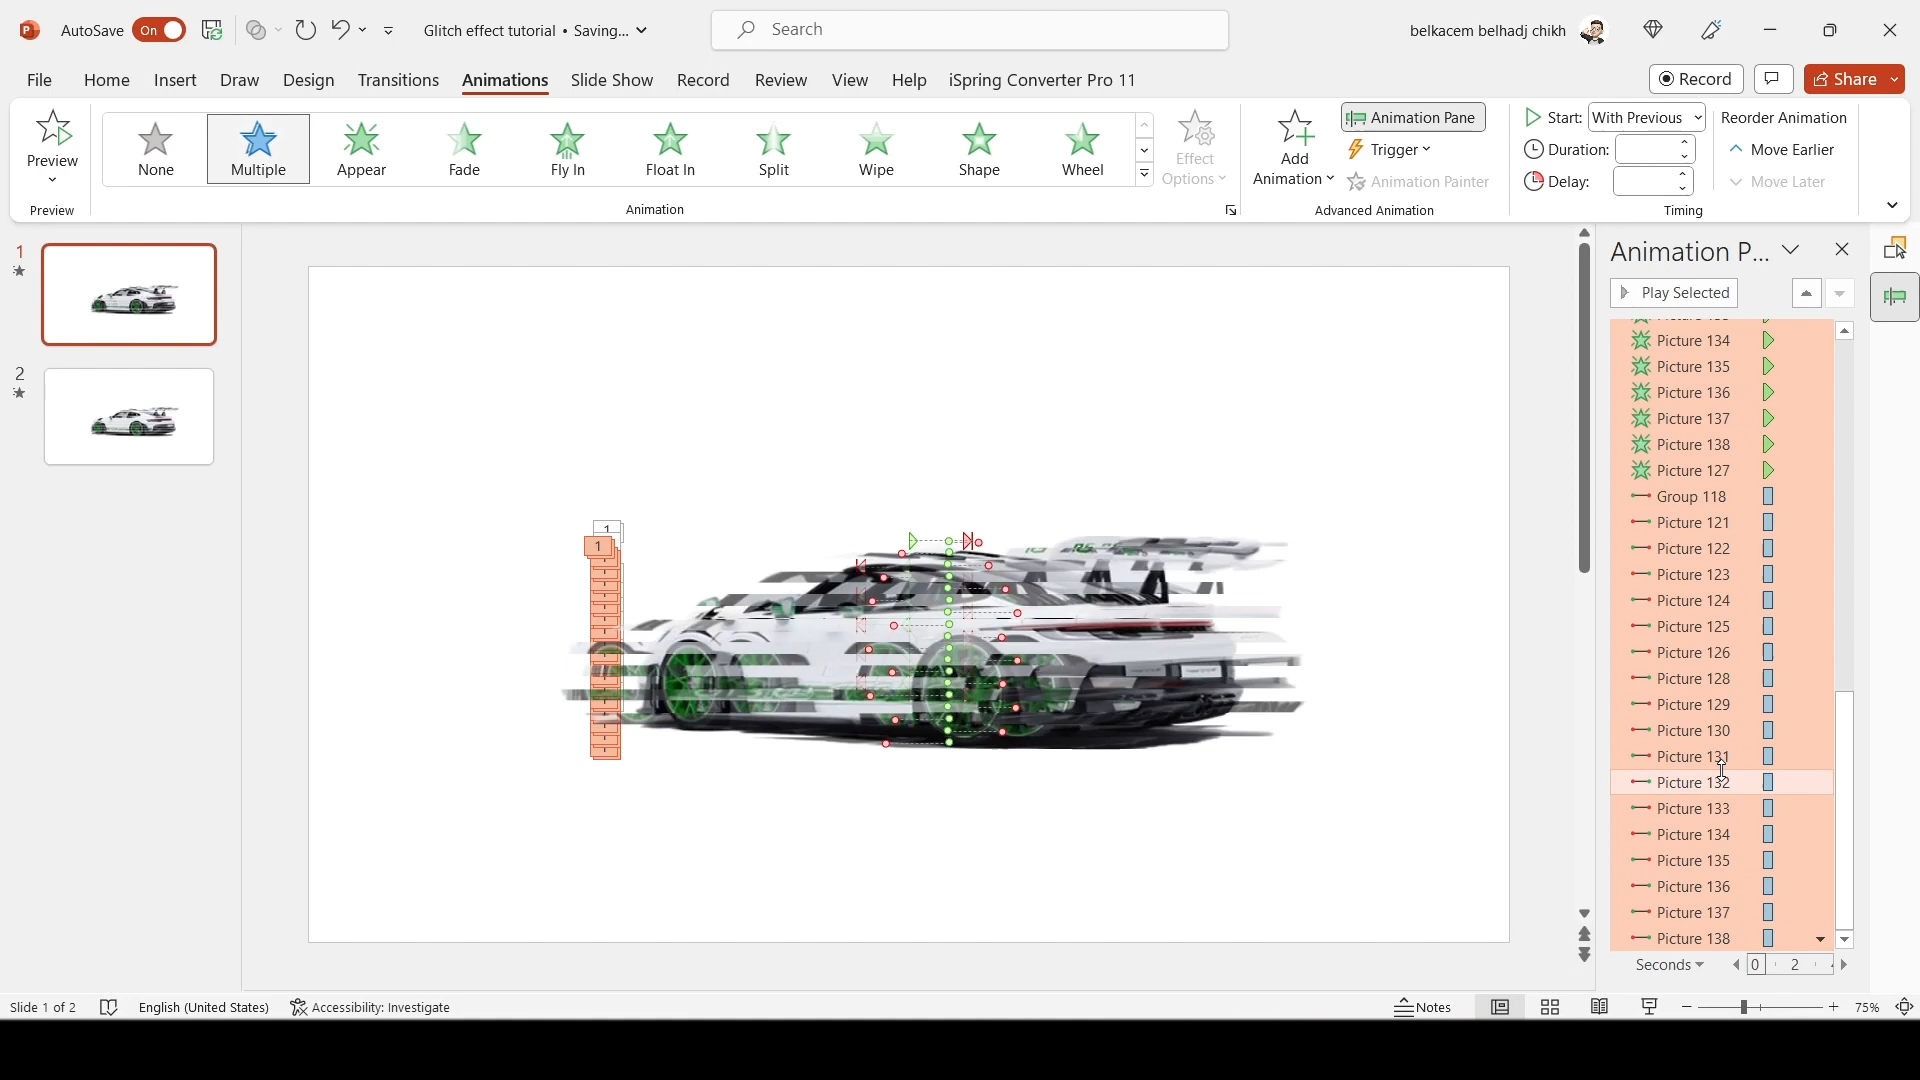 AutoSave On Glitch effect tutorial • Saving... Search belkacem belhadj chikh
File Home Insert Draw Design Transitions Animations Slide Show Record Review View Help iSpring Converter Pro 11 Record Share
Preview
None Multiple Appear Fade Fly In Float In Split Wipe Shape Wheel
Effect Options
Add Animation
Animation Pane
Trigger
Animation Painter
Start: With Previous
Duration:
Delay:
Reorder Animation
Move Earlier
Move Later
Preview Animation Advanced Animation Timing
1
2
1
1
Animation P...
Play Selected
Picture 134
Picture 135
Picture 136
Picture 137
Picture 138
Picture 127
Group 118
Picture 121
Picture 122
Picture 123
Picture 124
Picture 125
Picture 126
Picture 128
Picture 129
Picture 130
Picture 131
Picture 132
Picture 133
Picture 134
Picture 135
Picture 136
Picture 137
Picture 138
Seconds 0 2
Slide 1 of 2 English (United States) Accessibility: Investigate Notes 75%